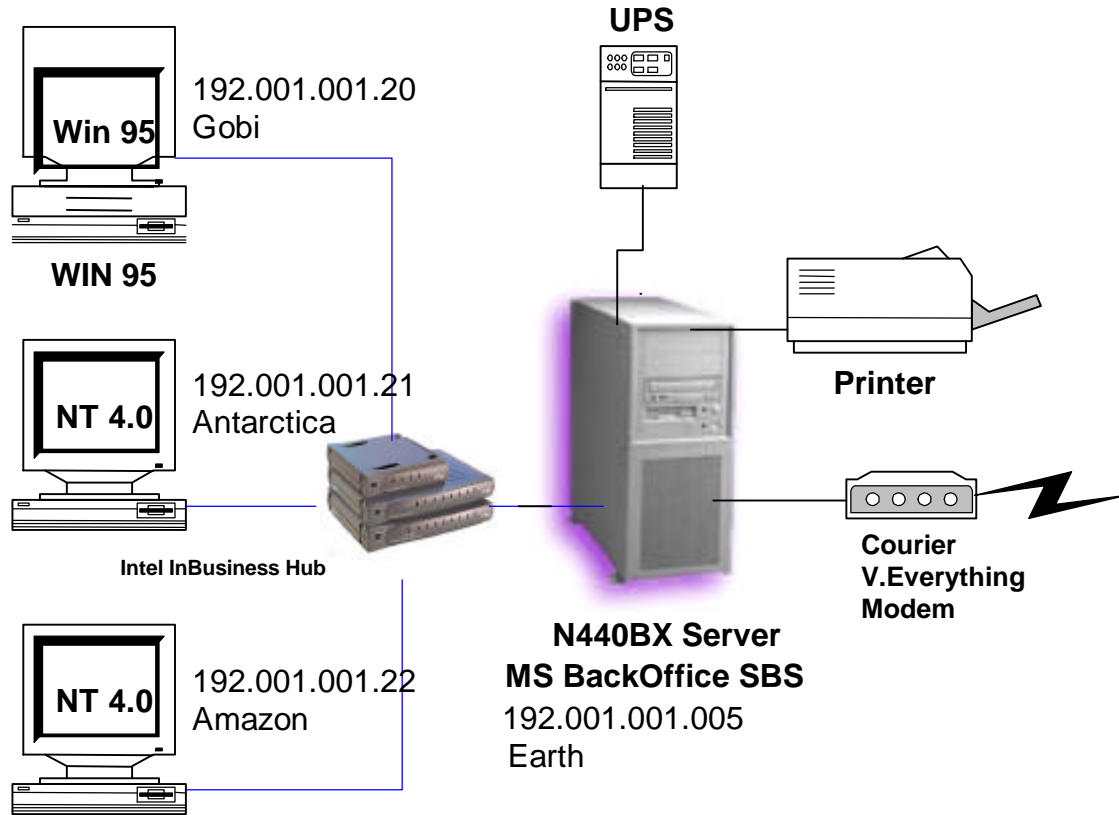 UPS
192.001.001.20
Gobi
Win 95
WIN 95
192.001.001.21
Antarctica
NT 4.0
Printer
Intel InBusiness Hub
Courier
V.Everything
Modem
N440BX Server
MS BackOffice SBS
192.001.001.005
Earth
192.001.001.22
Amazon
NT 4.0